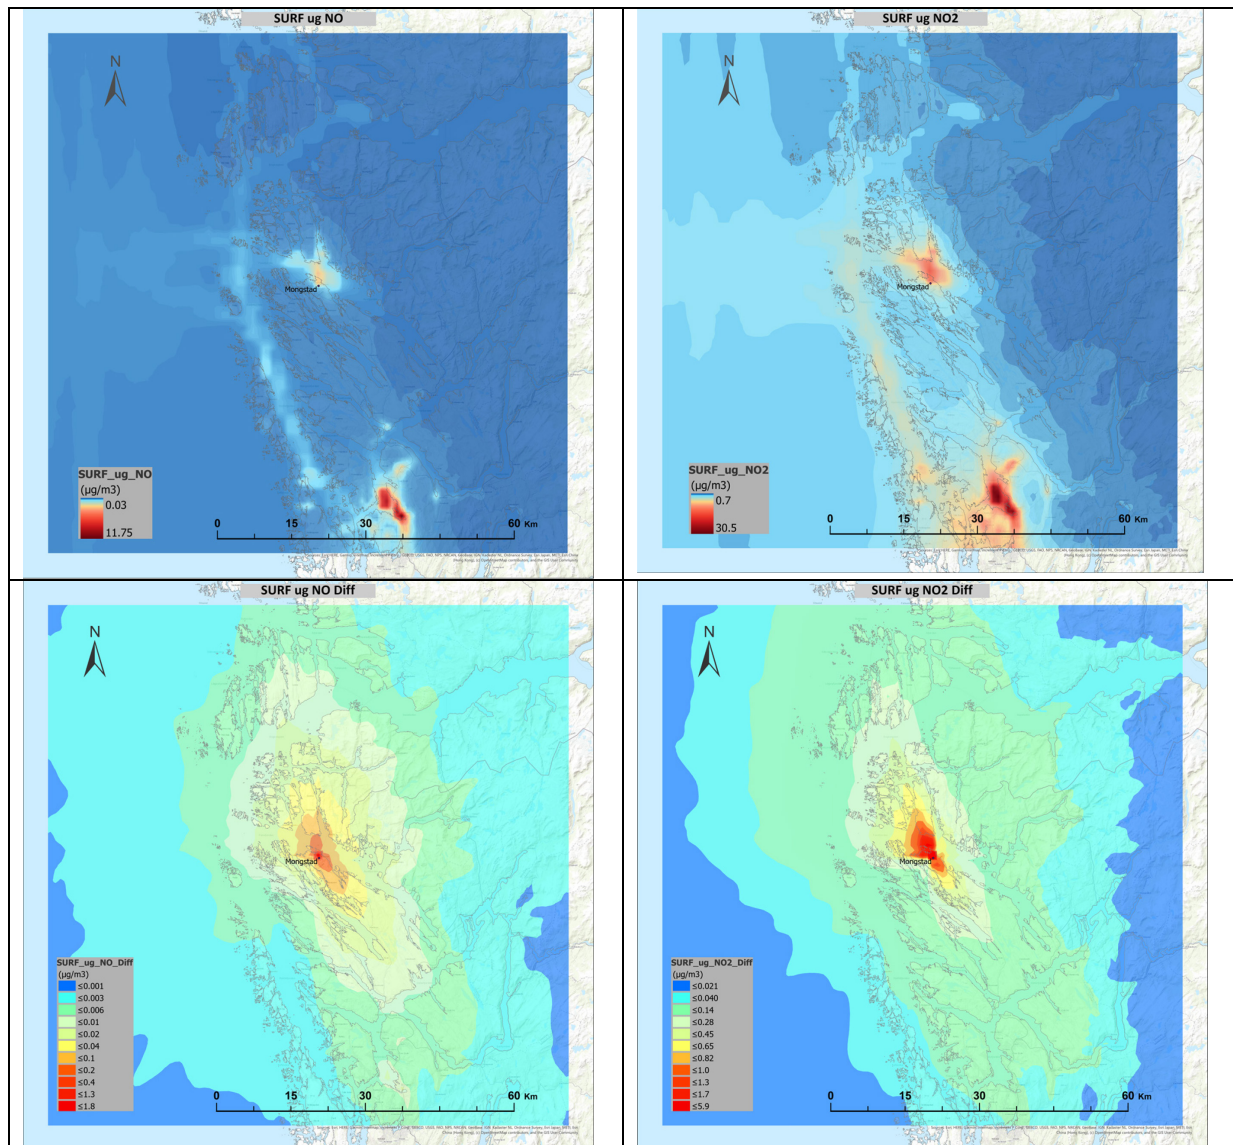 SURF ug NO
N
Mongstad
SURF_ug_NO
(µg/m3)
0.03
11.75
0 15 30 60 Km
SURF ug NO2
N
Mongstad
SURF_ug_NO2
(µg/m3)
0.7
30.5
0 15 30 60 Km
SURF ug NO Diff
N
Mongstad
SURF_ug_NO_Diff
(µg/m3)
≤0.001
≤0.003
≤0.006
≤0.01
≤0.02
≤0.04
≤0.1
≤0.2
≤0.4
≤1.3
≤1.8
0 15 30 60 Km
SURF ug NO2 Diff
N
Mongstad
SURF_ug_NO2_Diff
(µg/m3)
≤0.021
≤0.040
≤0.14
≤0.28
≤0.45
≤0.65
≤0.82
≤1.0
≤1.3
≤1.7
≤5.9
0 15 30 60 Km